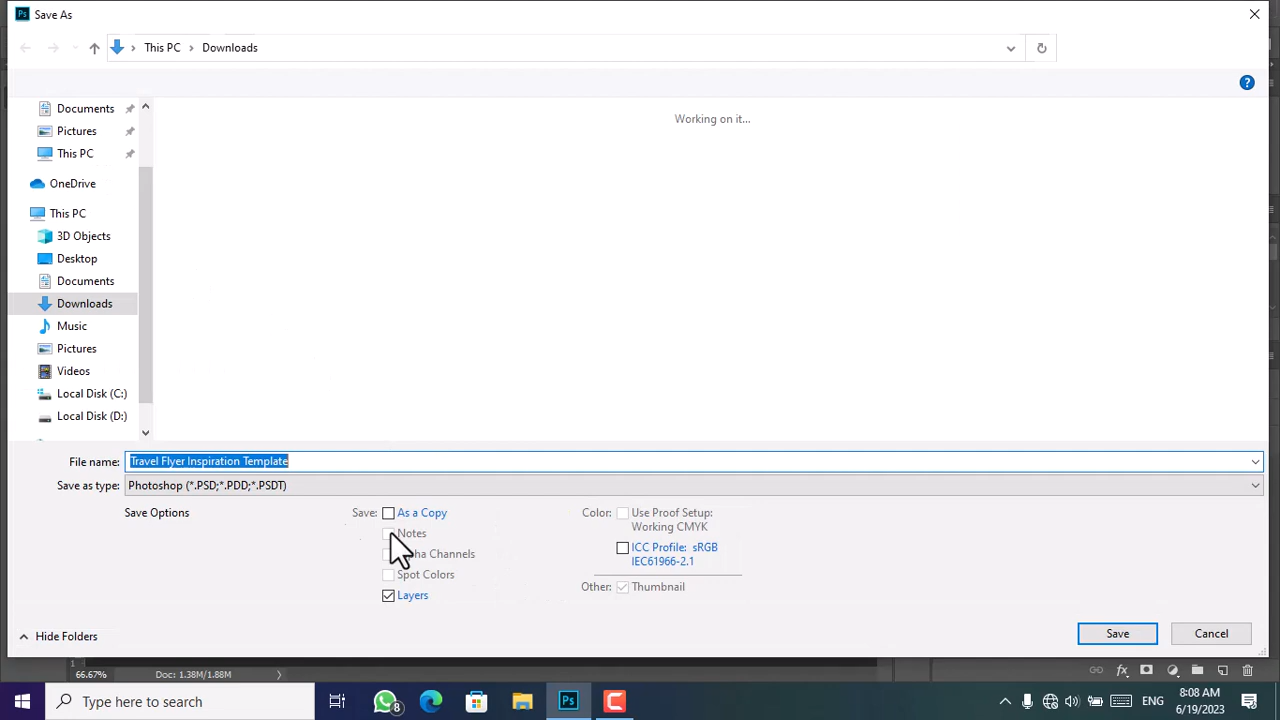 Ps Save As
This PC Downloads
Documents
Pictures
This PC
OneDrive
This PC
3D Objects
Desktop
Documents
Downloads
Music
Pictures
Videos
Local Disk (C:)
Local Disk (D:)
Working on it...
File name: Travel Flyer Inspiration Template
Save as type: Photoshop (*.PSD;*.PDD;*.PSDT)
Save Options
Save: As a Copy
Notes
Channels
Spot Colors
Layers
Color: Use Proof Setup:
Working CMYK
ICC Profile: sRGB
IEC61966-2.1
Other: Thumbnail
Hide Folders
Save Cancel
66.67% Doc: 1.38M/1.88M
fx
Type here to search
8
Ps
ENG
8:08 AM
6/19/2023